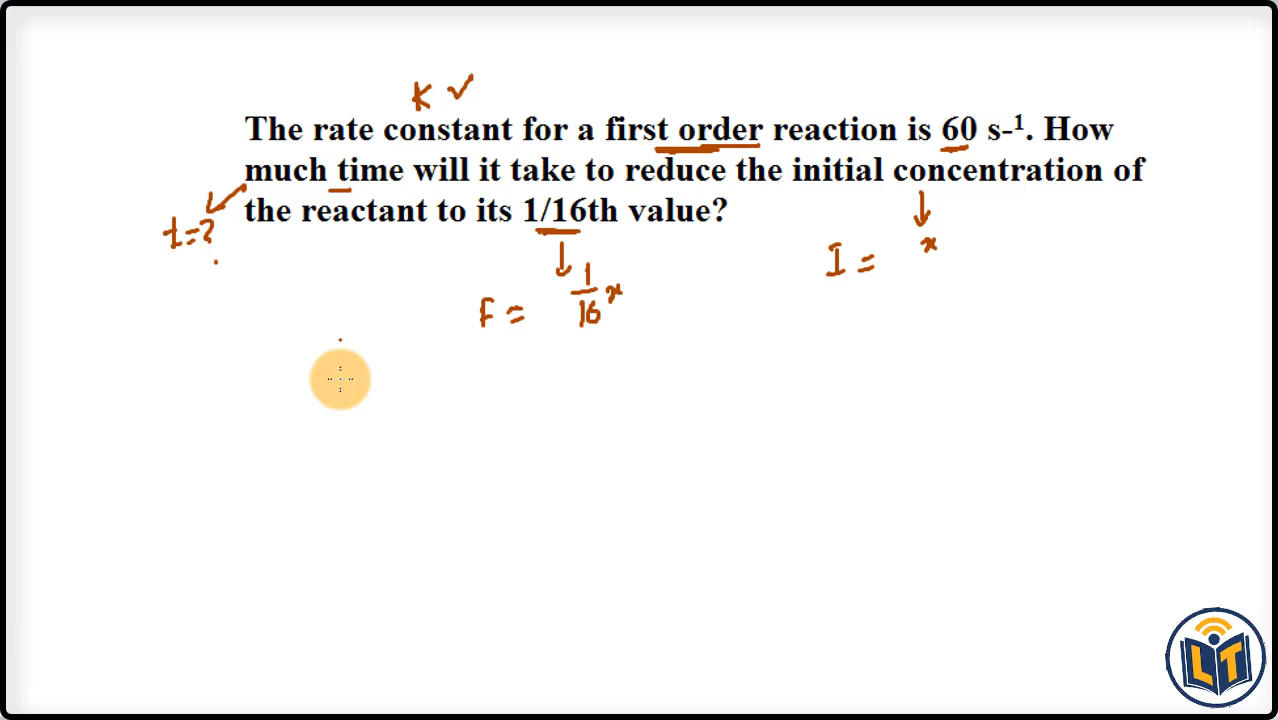 K ✓
The rate constant for a first order reaction is 60 s-¹. How
much time will it take to reduce the initial concentration of
the reactant to its 1/16th value?
t=?
I = x
F = 1/16 x
LT